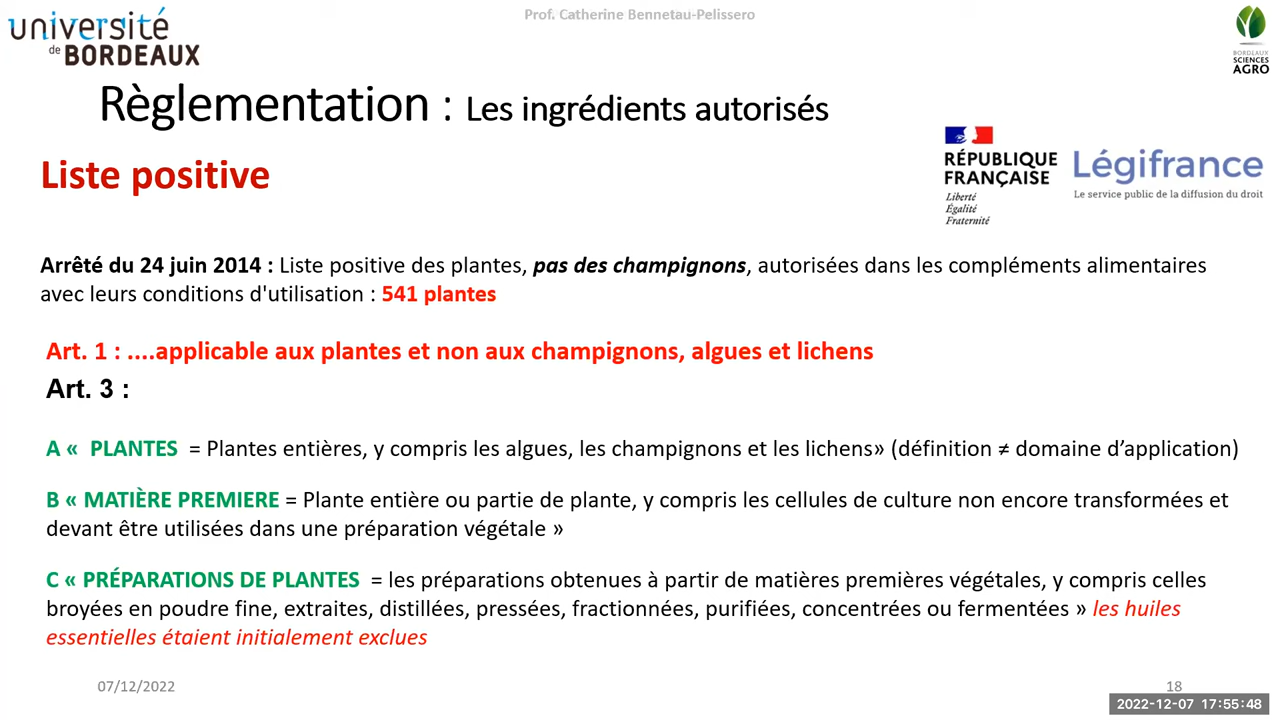 Prof. Catherine Bennetau-Pelissero
université
de BORDEAUX
BORDEAUX
SCIENCES
AGRO
Règlementation : Les ingrédients autorisés
Liste positive
RÉPUBLIQUE
FRANÇAISE
Liberté
Égalité
Fraternité
Légifrance
Le service public de la diffusion du droit
Arrêté du 24 juin 2014 : Liste positive des plantes, pas des champignons, autorisées dans les compléments alimentaires
avec leurs conditions d'utilisation : 541 plantes
Art. 1 : ....applicable aux plantes et non aux champignons, algues et lichens
Art. 3 :
A « PLANTES = Plantes entières, y compris les algues, les champignons et les lichens» (définition ≠ domaine d’application)
B « MATIÈRE PREMIERE = Plante entière ou partie de plante, y compris les cellules de culture non encore transformées et
devant être utilisées dans une préparation végétale »
C « PRÉPARATIONS DE PLANTES = les préparations obtenues à partir de matières premières végétales, y compris celles
broyées en poudre fine, extraites, distillées, pressées, fractionnées, purifiées, concentrées ou fermentées » les huiles
essentielles étaient initialement exclues
07/12/2022
18
2022-12-07 17:55:48